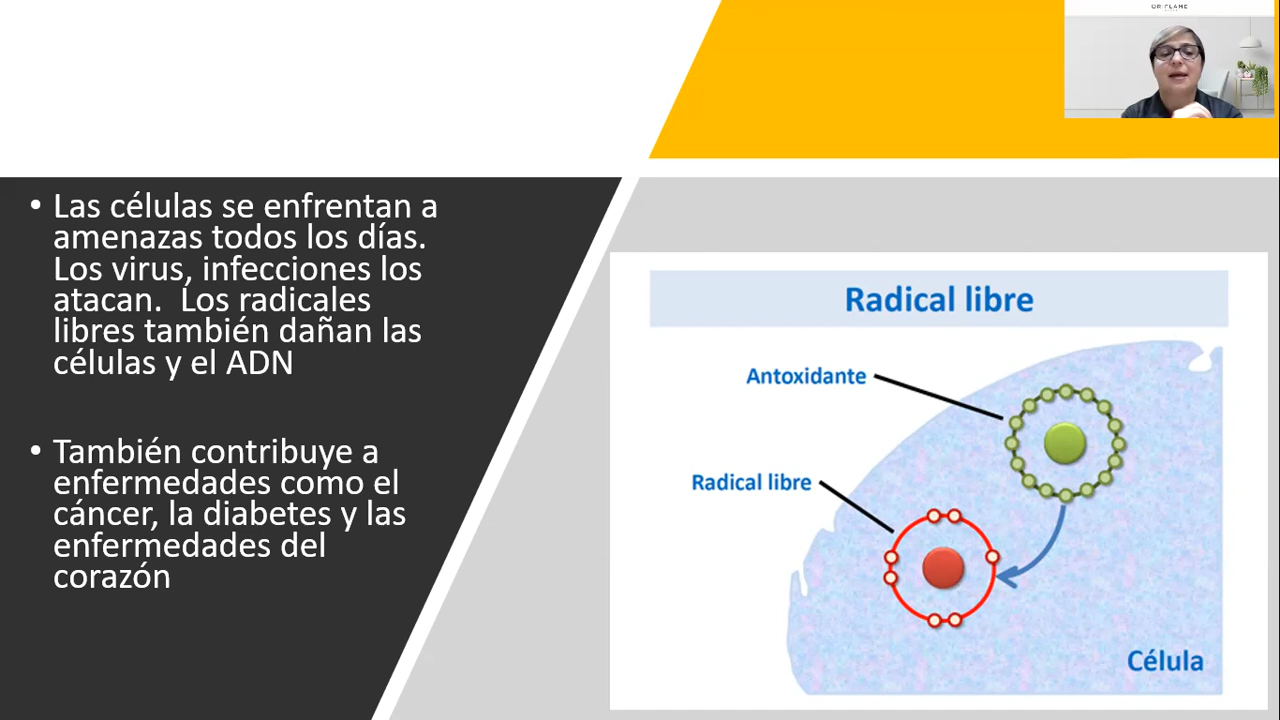 ORIFLAME
• Las células se enfrentan a
amenazas todos los días.
Los virus, infecciones los
atacan.  Los radicales
libres también dañan las
células y el ADN
• También contribuye a
enfermedades como el
cáncer, la diabetes y las
enfermedades del
corazón
Radical libre
Antoxidante
Radical libre
Célula